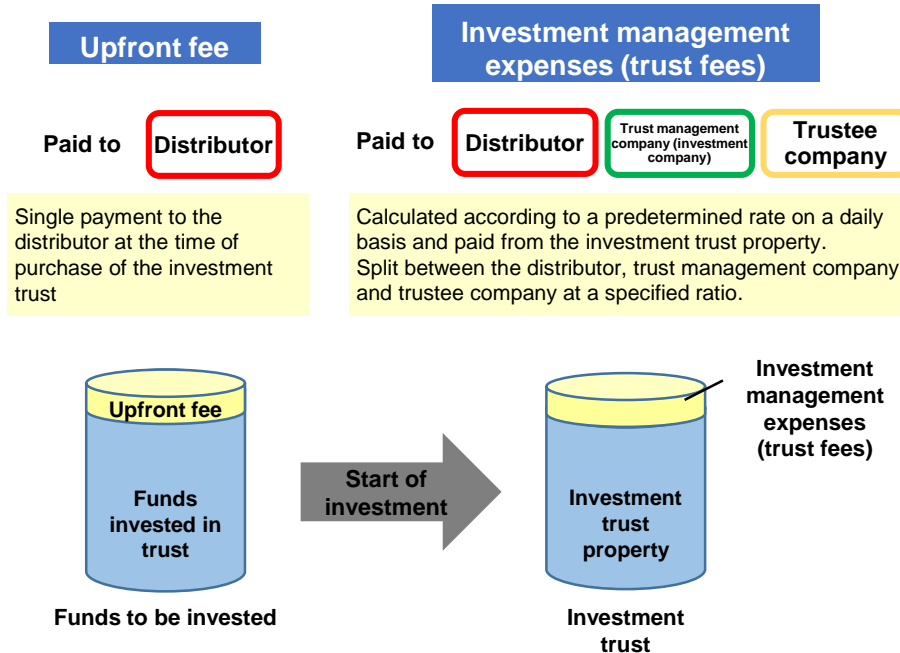 Upfront fee
Investment management
expenses (trust fees)
Paid to
Distributor
Paid to
Distributor
Trust management
company (investment
company)
Trustee
company
Single payment to the
distributor at the time of
purchase of the investment
trust
Calculated according to a predetermined rate on a daily
basis and paid from the investment trust property.
Split between the distributor, trust management company
and trustee company at a specified ratio.
Upfront fee
Funds
invested in
trust
Funds to be invested
Start of
investment
Investment
management
expenses
(trust fees)
Investment
trust
property
Investment
trust